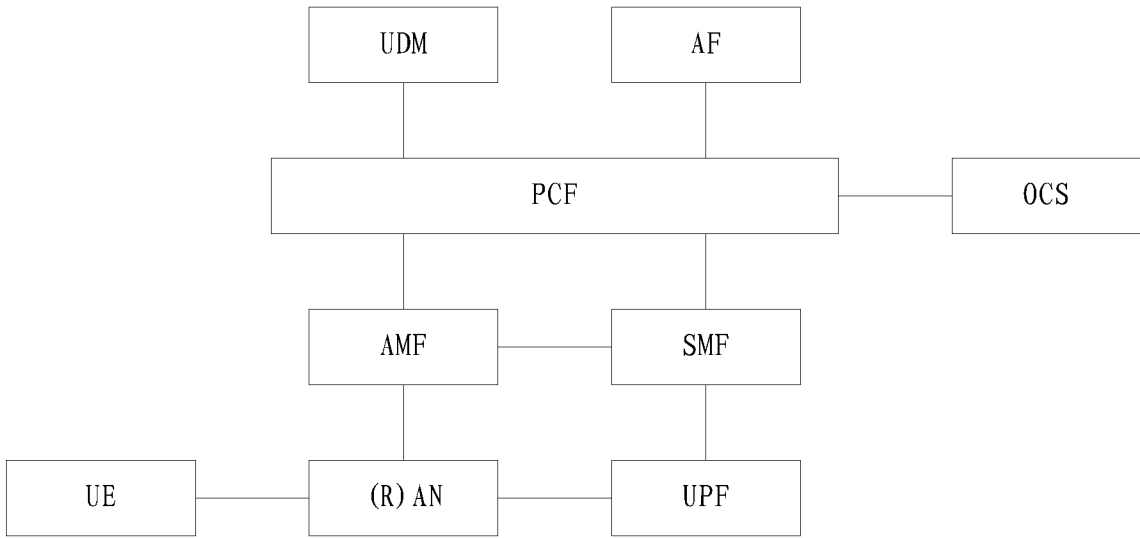 UDM
AF
PCF
OCS
AMF
SMF
UE
(R) AN
UPF